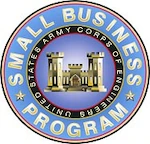 SMALL BUSINESS
UNITED STATES ARMY CORPS OF ENGINEERS
PROGRAM